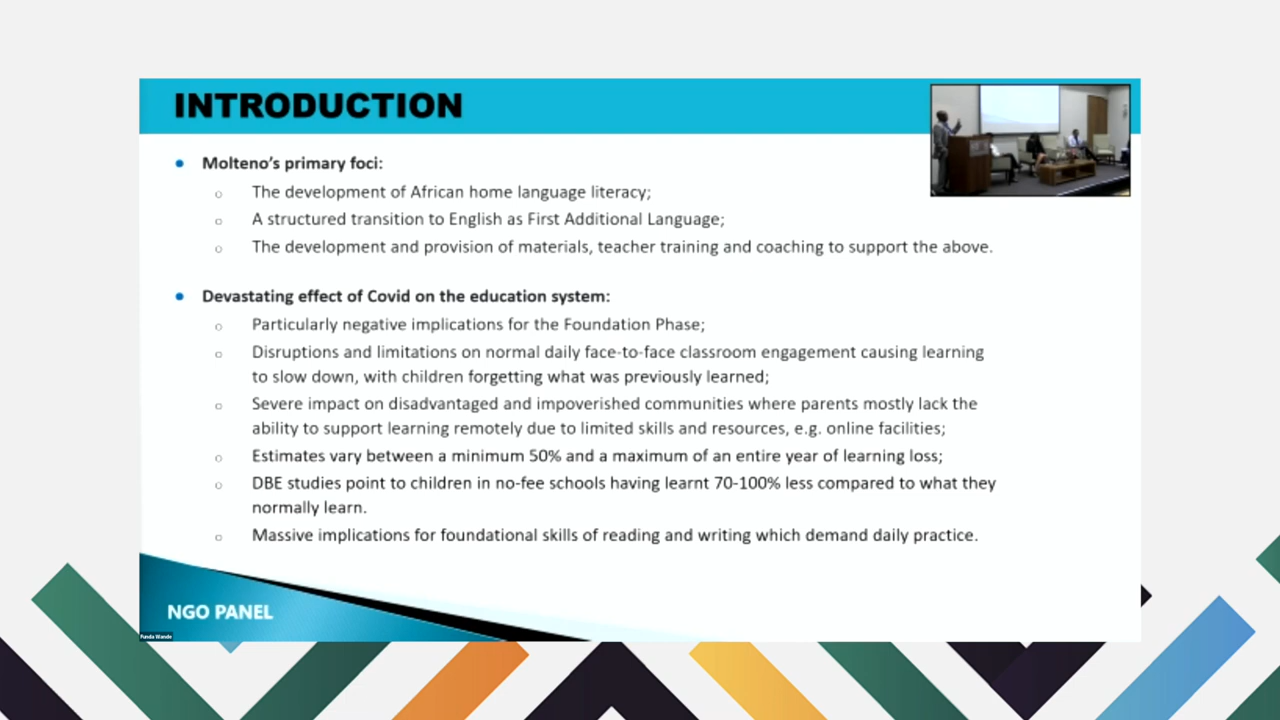 INTRODUCTION
Molteno's primary foci:
The development of African home language literacy;
A structured transition to English as First Additional Language;
The development and provision of materials, teacher training and coaching to support the above.
Devastating effect of Covid on the education system:
Particularly negative implications for the Foundation Phase;
Disruptions and limitations on normal daily face-to-face classroom engagement causing learning
to slow down, with children forgetting what was previously learned;
Severe impact on disadvantaged and impoverished communities where parents mostly lack the
ability to support learning remotely due to limited skills and resources, e.g. online facilities;
Estimates vary between a minimum 50% and a maximum of an entire year of learning loss;
DBE studies point to children in no-fee schools having learnt 70-100% less compared to what they
normally learn.
Massive implications for foundational skills of reading and writing which demand daily practice.
NGO PANEL
Funda Wande